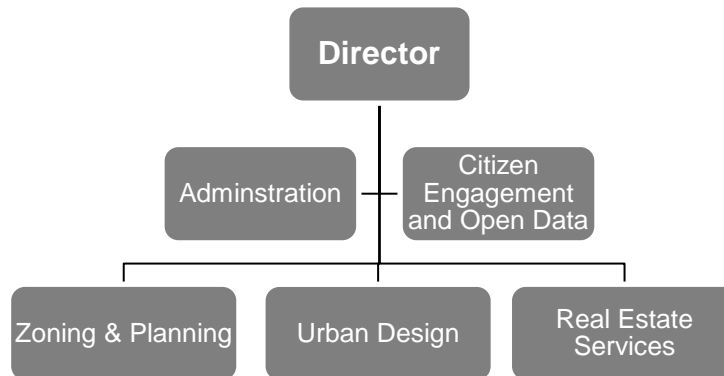 Director
Adminstration
Citizen
Engagement
and Open Data
Zoning & Planning
Urban Design
Real Estate
Services